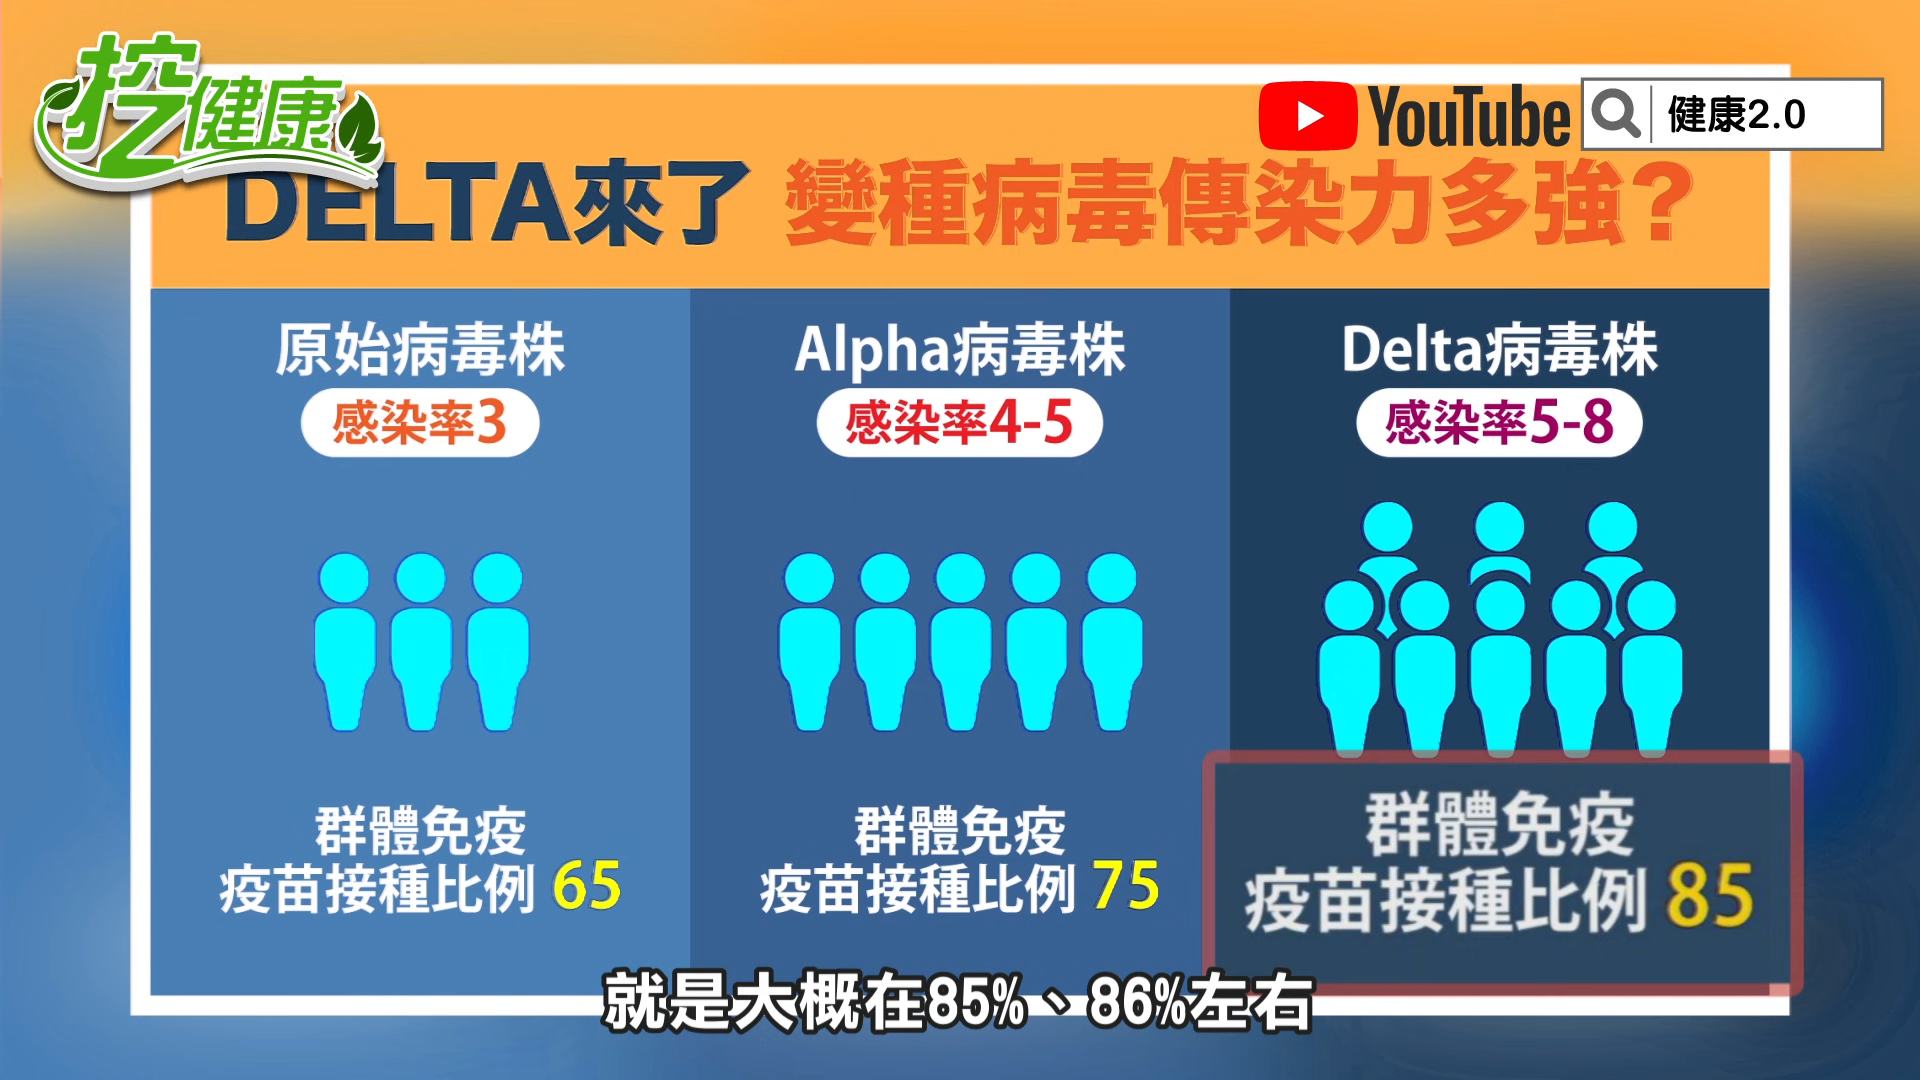 挖健康
YouTube
健康2.0
DELTA來了 變種病毒傳染力多強?
原始病毒株
感染率3
群體免疫
疫苗接種比例 65
Alpha病毒株
感染率4-5
群體免疫
疫苗接種比例 75
Delta病毒株
感染率5-8
群體免疫
疫苗接種比例 85
就是大概在85%、86%左右